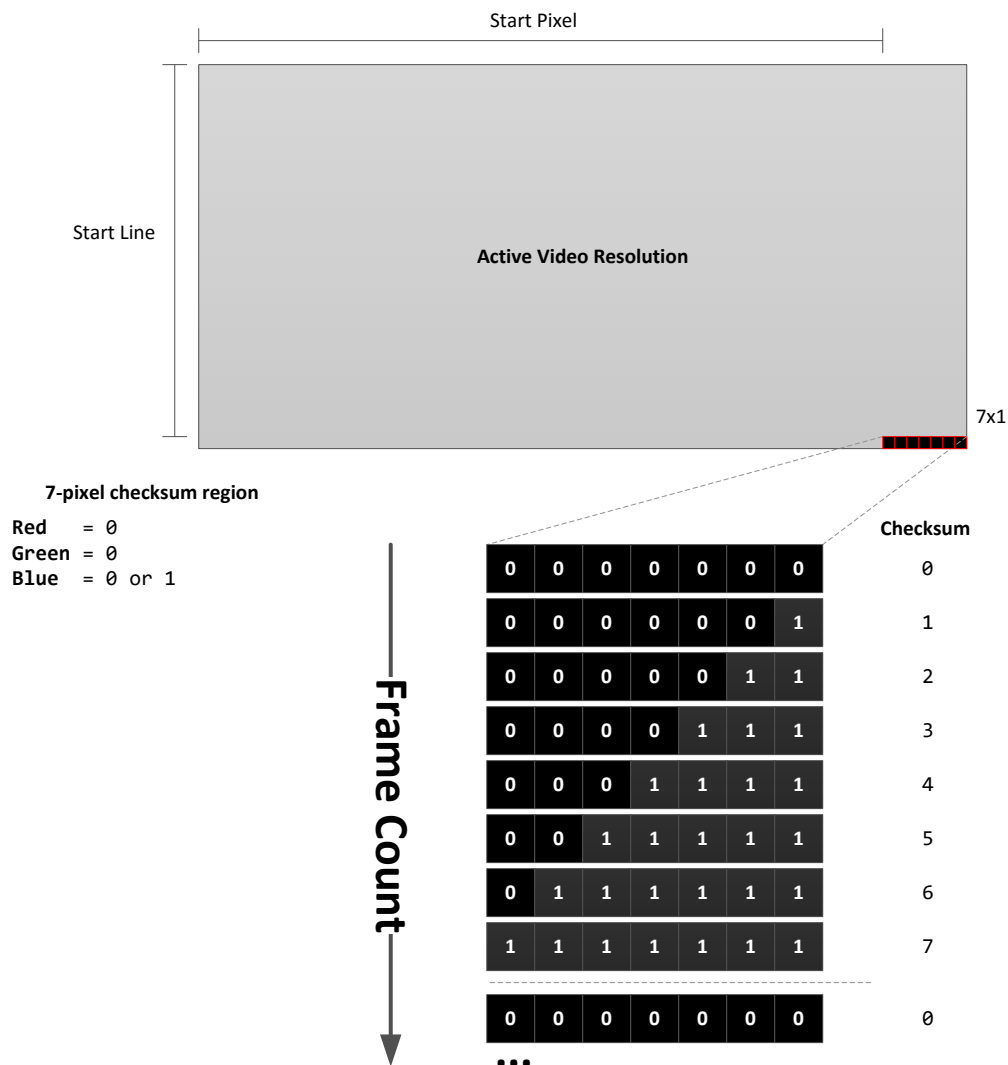 Start Pixel
Start Line
Active Video Resolution
7x1
7-pixel checksum region
Red = 0
Green = 0
Blue = 0 or 1
Frame Count
Checksum
0 0 0 0 0 0 0 0
0 0 0 0 0 0 1 1
0 0 0 0 0 1 1 2
0 0 0 0 1 1 1 3
0 0 0 1 1 1 1 4
0 0 1 1 1 1 1 5
0 1 1 1 1 1 1 6
1 1 1 1 1 1 1 7
0 0 0 0 0 0 0 0
...